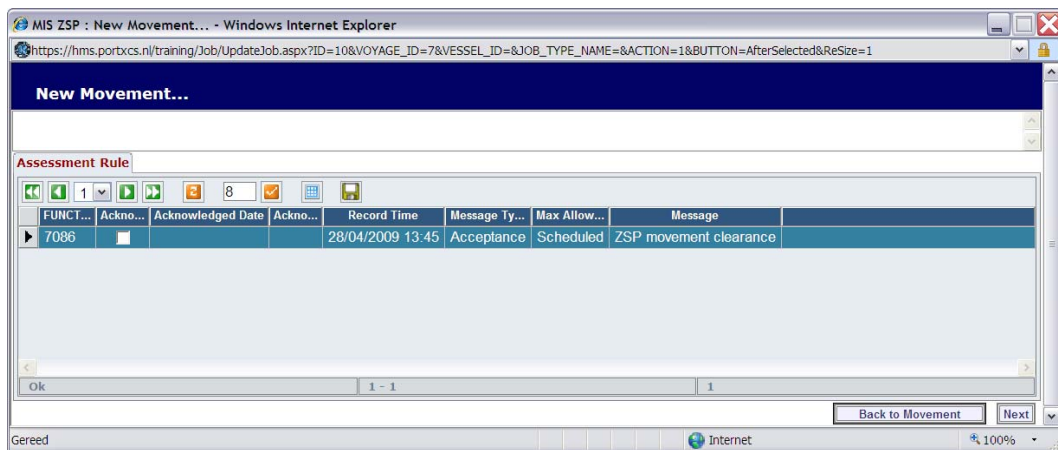 MIS ZSP : New Movement... - Windows Internet Explorer
https://hms.portxcs.nl/training/Job/UpdateJob.aspx?ID=10&VOYAGE_ID=7&VESSEL_ID=&JOB_TYPE_NAME=&ACTION=1&BUTTON=AfterSelected&ReSize=1
New Movement...
Assessment Rule
1 8
FUNCT... Ackno... Acknowledged Date Ackno... Record Time Message Ty... Max Allow... Message
7086 28/04/2009 13:45 Acceptance Scheduled ZSP movement clearance
Ok 1 - 1 1
Back to Movement Next
Gereed Internet 100%